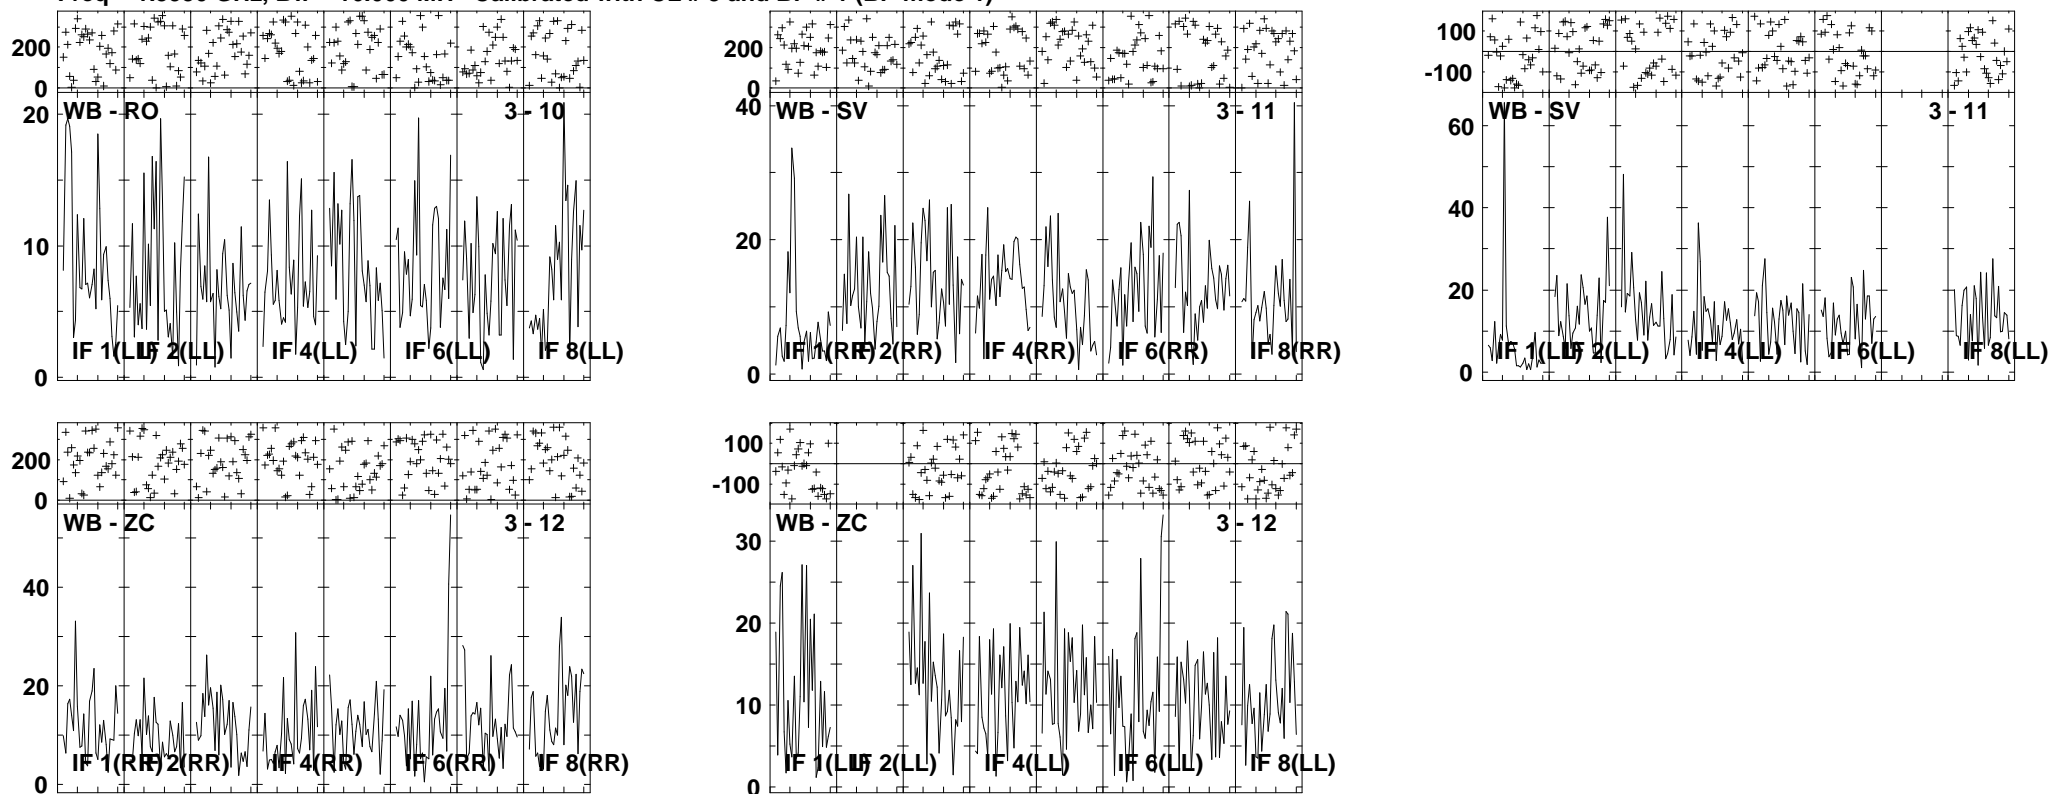 200
0
20
WB - RO
3 - 10
10
IF 1(LL)
IF 2(LL)
IF 4(LL)
IF 6(LL)
IF 8(LL)
0
200
0
40
WB - SV
3 - 11
20
IF 1(RR)
IF 2(RR)
IF 4(RR)
IF 6(RR)
IF 8(RR)
0
100
-100
WB - SV
3 - 11
60
40
20
IF 1(LL)
IF 2(LL)
IF 4(LL)
IF 6(LL)
IF 8(LL)
0
200
0
WB - ZC
3 - 12
40
20
IF 1(RR)
IF 2(RR)
IF 4(RR)
IF 6(RR)
IF 8(RR)
0
100
-100
WB - ZC
3 - 12
30
20
10
IF 1(LL)
IF 2(LL)
IF 4(LL)
IF 6(LL)
IF 8(LL)
0